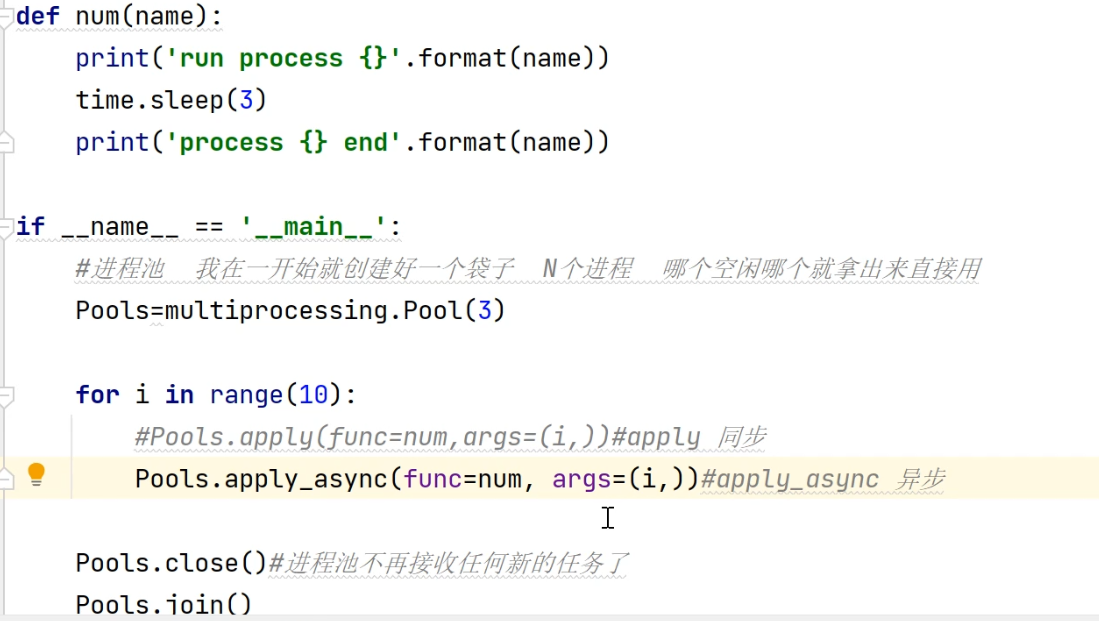 def num(name):
    print('run process {}'.format(name))
    time.sleep(3)
    print('process {} end'.format(name))
if __name__ == '__main__':
    #进程池  我在一开始就创建好一个袋子  N个进程  哪个空闲哪个就拿出来直接用
    Pools=multiprocessing.Pool(3)
    for i in range(10):
        #Pools.apply(func=num,args=(i,))#apply 同步
        Pools.apply_async(func=num, args=(i,))#apply_async 异步
    Pools.close()#进程池不再接收任何新的任务了
    Pools.join()